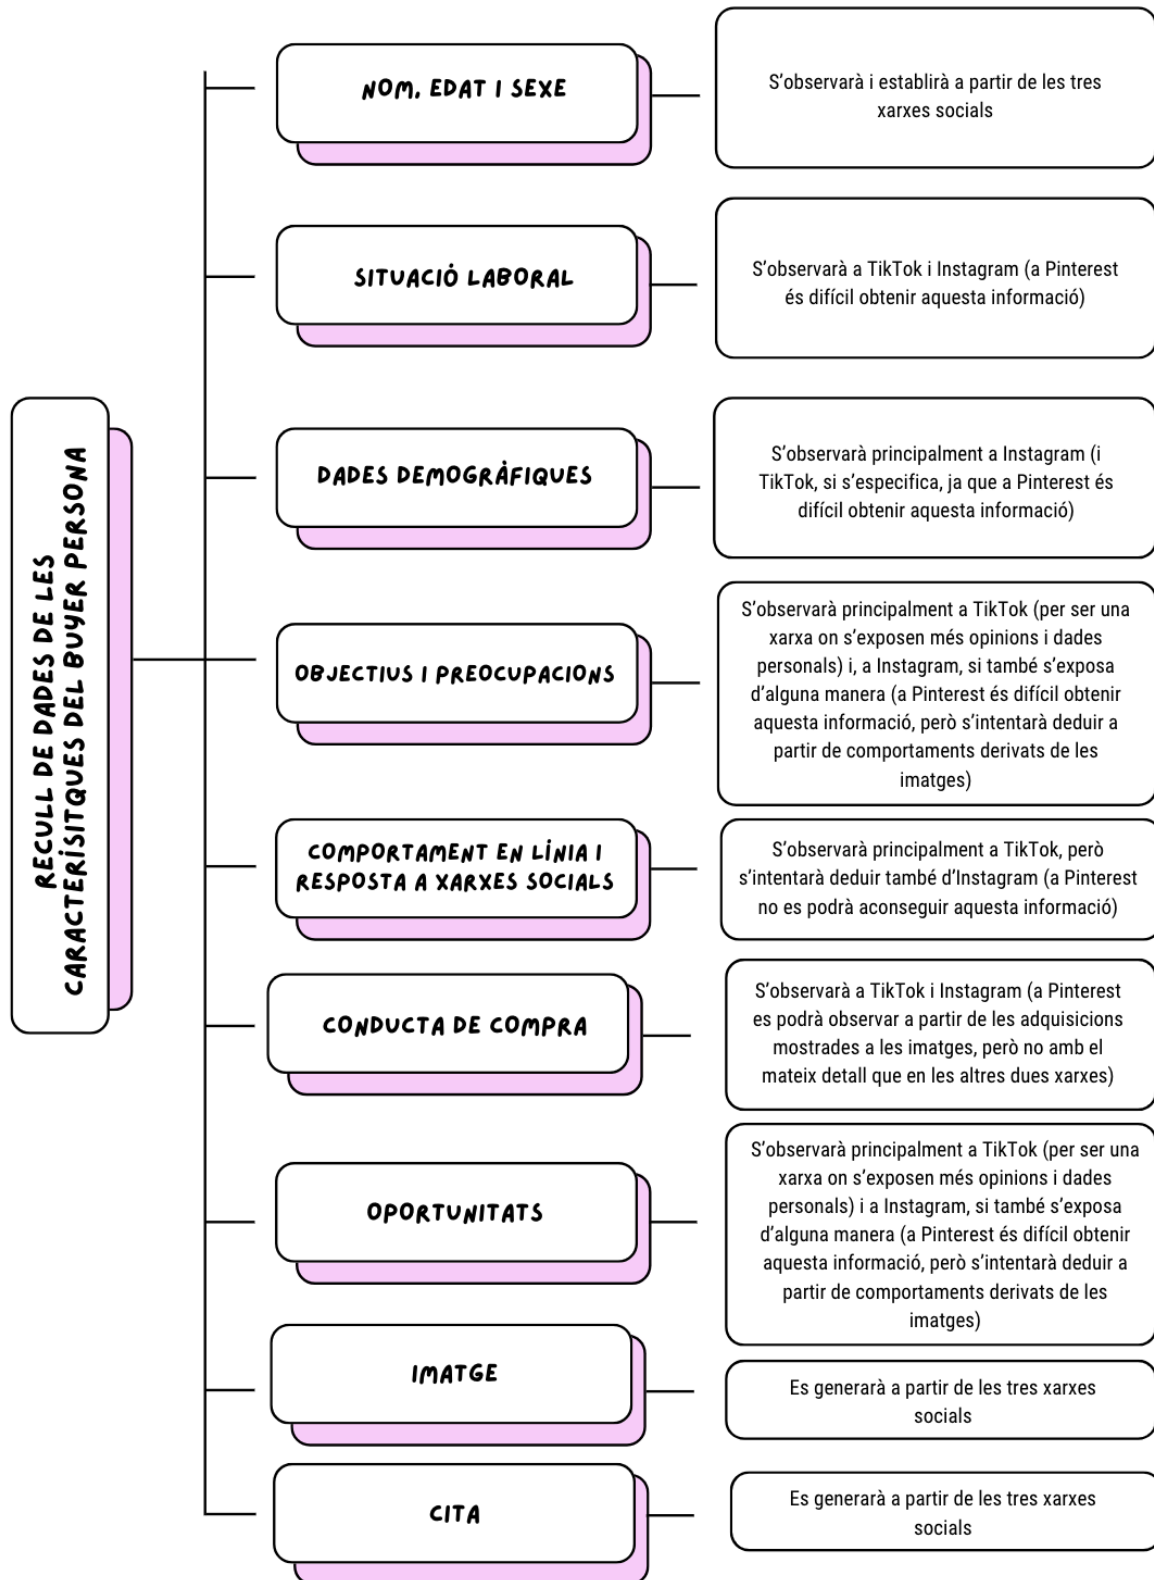 RECULL DE DADES DE LES
CARACTERÍSITQUES DEL BUYER PERSONA
NOM, EDAT I SEXE
S'observarà i establirà a partir de les tres
xarxes socials
SITUACIÓ LABORAL
S'observarà a TikTok i Instagram (a Pinterest
és difícil obtenir aquesta informació)
DADES DEMOGRÀFIQUES
S'observarà principalment a Instagram (i
TikTok, si s'especifica, ja que a Pinterest és
difícil obtenir aquesta informació)
OBJECTIUS I PREOCUPACIONS
S'observarà principalment a TikTok (per ser una
xarxa on s'exposen més opinions i dades
personals) i, a Instagram, si també s'exposa
d'alguna manera (a Pinterest és difícil obtenir
aquesta informació, però s'intentarà deduir a
partir de comportaments derivats de les
imatges)
COMPORTAMENT EN LÍNIA I
RESPOSTA A XARXES SOCIALS
S'observarà principalment a TikTok, però
s'intentarà deduir també d'Instagram (a Pinterest
no es podrà aconseguir aquesta informació)
CONDUCTA DE COMPRA
S'observarà a TikTok i Instagram (a Pinterest
es podrà observar a partir de les adquisicions
mostrades a les imatges, però no amb el
mateix detall que en les altres dues xarxes)
OPORTUNITATS
S'observarà principalment a TikTok (per ser una
xarxa on s'exposen més opinions i dades
personals) i a Instagram, si també s'exposa
d'alguna manera (a Pinterest és difícil obtenir
aquesta informació, però s'intentarà deduir a
partir de comportaments derivats de les
imatges)
IMATGE
Es generarà a partir de les tres xarxes
socials
CITA
Es generarà a partir de les tres xarxes
socials